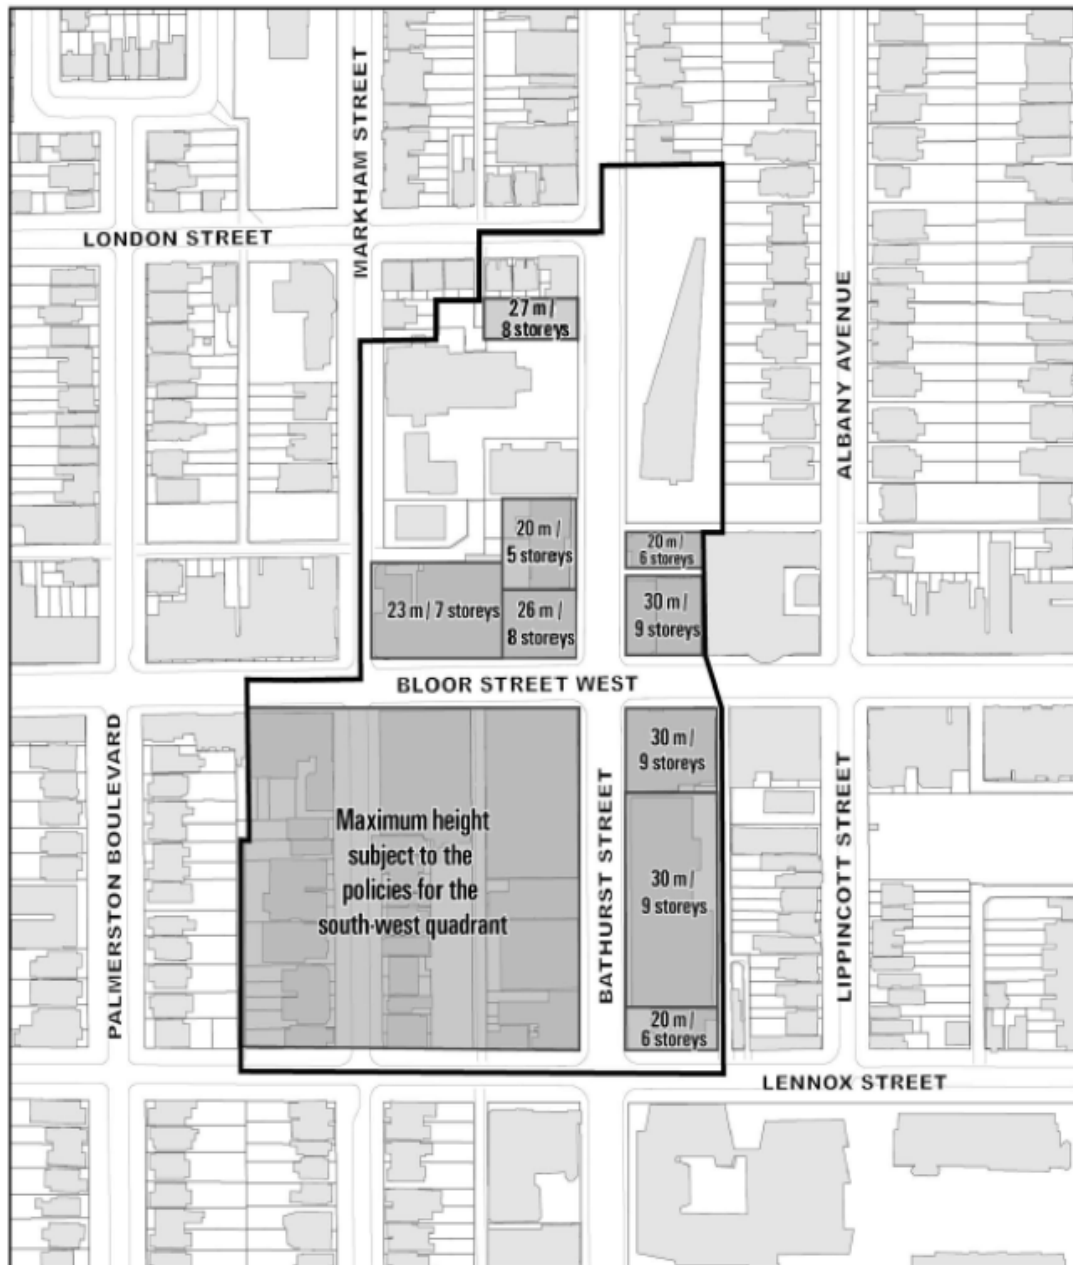 MARKHAM STREET
LONDON STREET
27 m /
8 storeys
ALBANY AVENUE
20 m /
5 storeys
20 m /
6 storeys
23 m / 7 storeys
26 m /
8 storeys
30 m /
9 storeys
BLOOR STREET WEST
PALMERSTON BOULEVARD
30 m /
9 storeys
BATHURST STREET
LIPPINCOTT STREET
Maximum height
subject to the
policies for the
south-west quadrant
30 m /
9 storeys
20 m /
6 storeys
LENNOX STREET